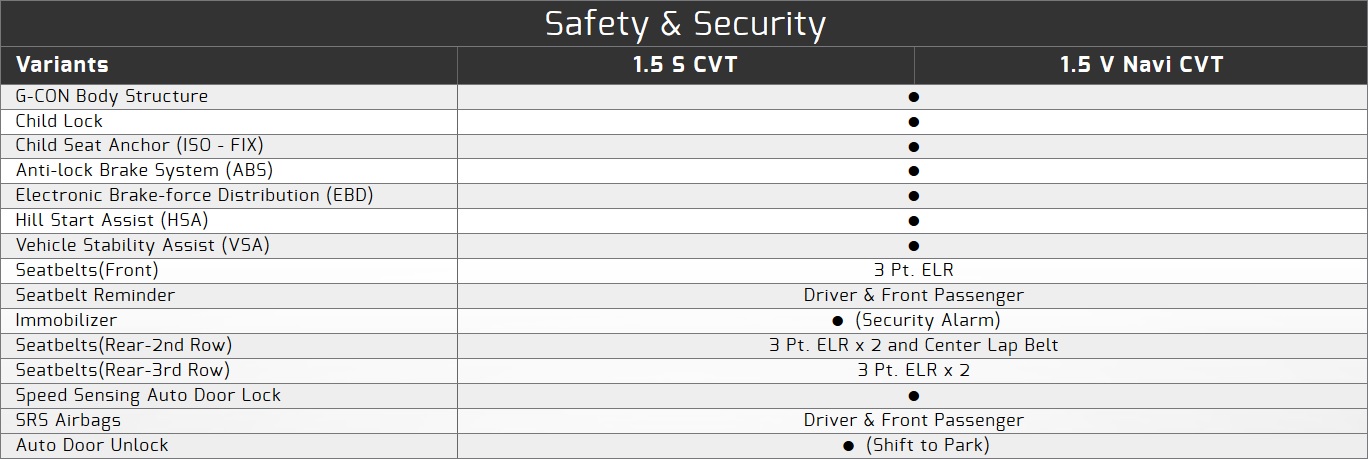 Safety & Security
Variants 1.5 S CVT 1.5 V Navi CVT
G-CON Body Structure ●
Child Lock ●
Child Seat Anchor (ISO - FIX) ●
Anti-lock Brake System (ABS) ●
Electronic Brake-force Distribution (EBD) ●
Hill Start Assist (HSA) ●
Vehicle Stability Assist (VSA) ●
Seatbelts(Front) 3 Pt. ELR
Seatbelt Reminder Driver & Front Passenger
Immobilizer ● (Security Alarm)
Seatbelts(Rear-2nd Row) 3 Pt. ELR x 2 and Center Lap Belt
Seatbelts(Rear-3rd Row) 3 Pt. ELR x 2
Speed Sensing Auto Door Lock ●
SRS Airbags Driver & Front Passenger
Auto Door Unlock ● (Shift to Park)